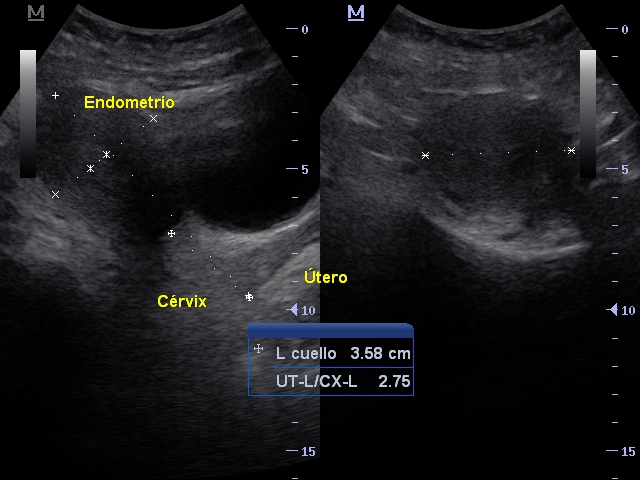 M
M
0
0
Endometrio
5
5
Útero
Cérvix
10
10
L cuello 3.58 cm
UT-L/CX-L 2.75
15
15